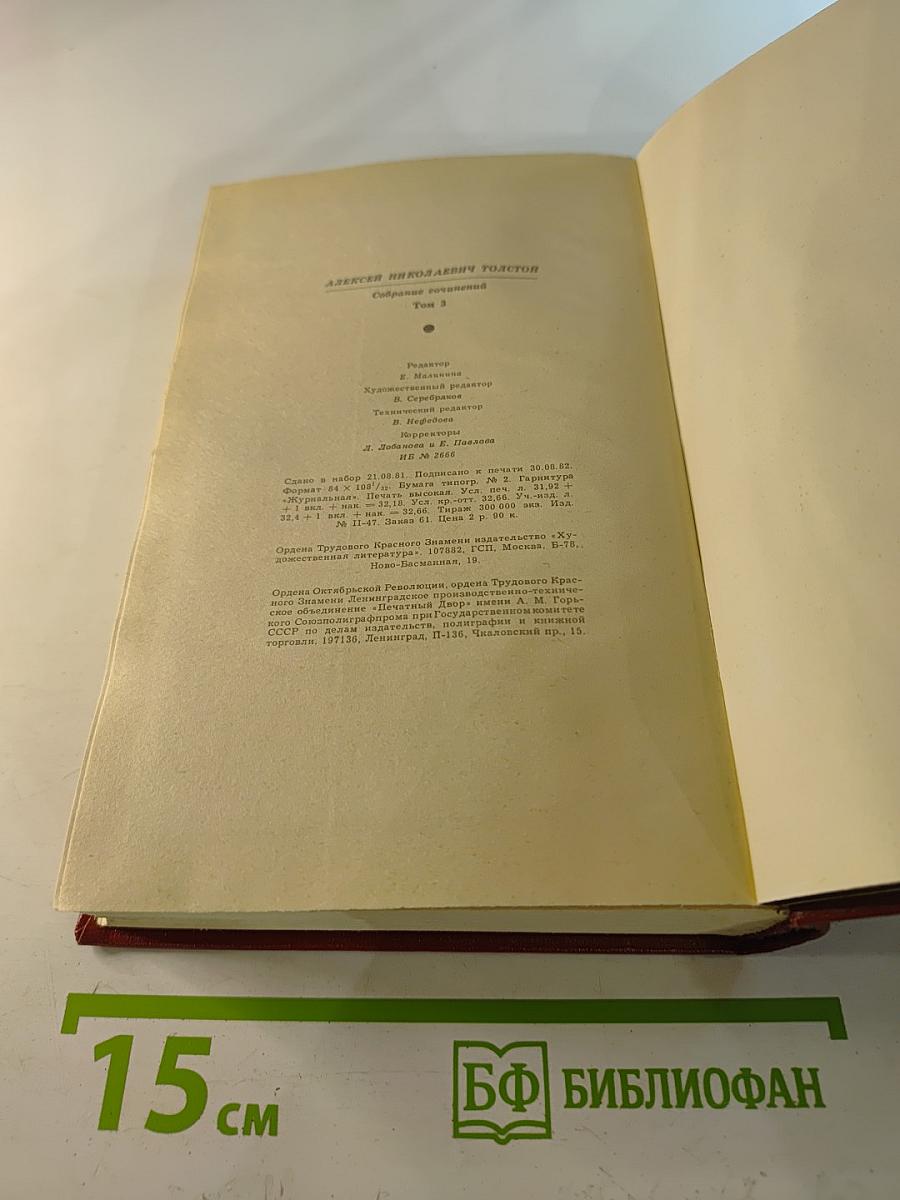 АЛЕКСЕЙ НИКОЛАЕВИЧ ТОЛСТОЙ
Собрание сочинений
Том 3
Редактор
Е. Малинина
Художественный редактор
В. Серебряков
Технический редактор
В. Нефедова
Корректоры
Л. Лобанова и Е. Павлова
ИБ № 2666
Сдано в набор 21.08.81. Подписано к печати 30.08.82.
Формат 84 × 108¹/₃₂. Бумага типогр. № 2. Гарнитура
«Журнальная». Печать высокая. Усл. печ. л. 31,92 +
+ 1 вкл. + нак. = 32,18. Усл. кр.-отт. 32,66. Уч.-изд. л.
32,4 + 1 вкл. + нак. = 32,66. Тираж 300 000 экз. Изд.
№ II-47. Заказ 61. Цена 2 р. 90 к.
Ордена Трудового Красного Знамени издательство «Ху-
дожественная литература». 107882, ГСП, Москва, Б-78,
Ново-Басманная, 19.
Ордена Октябрьской Революции, ордена Трудового Крас-
ного Знамени Ленинградское производственно-техниче-
ское объединение «Печатный Двор» имени А. М. Горь-
кого Союзполиграфпрома при Государственном комитете
СССР по делам издательств, полиграфии и книжной
торговли. 197136, Ленинград, П-136, Чкаловский пр., 15.
15 см
БФ БИБЛИОФАН